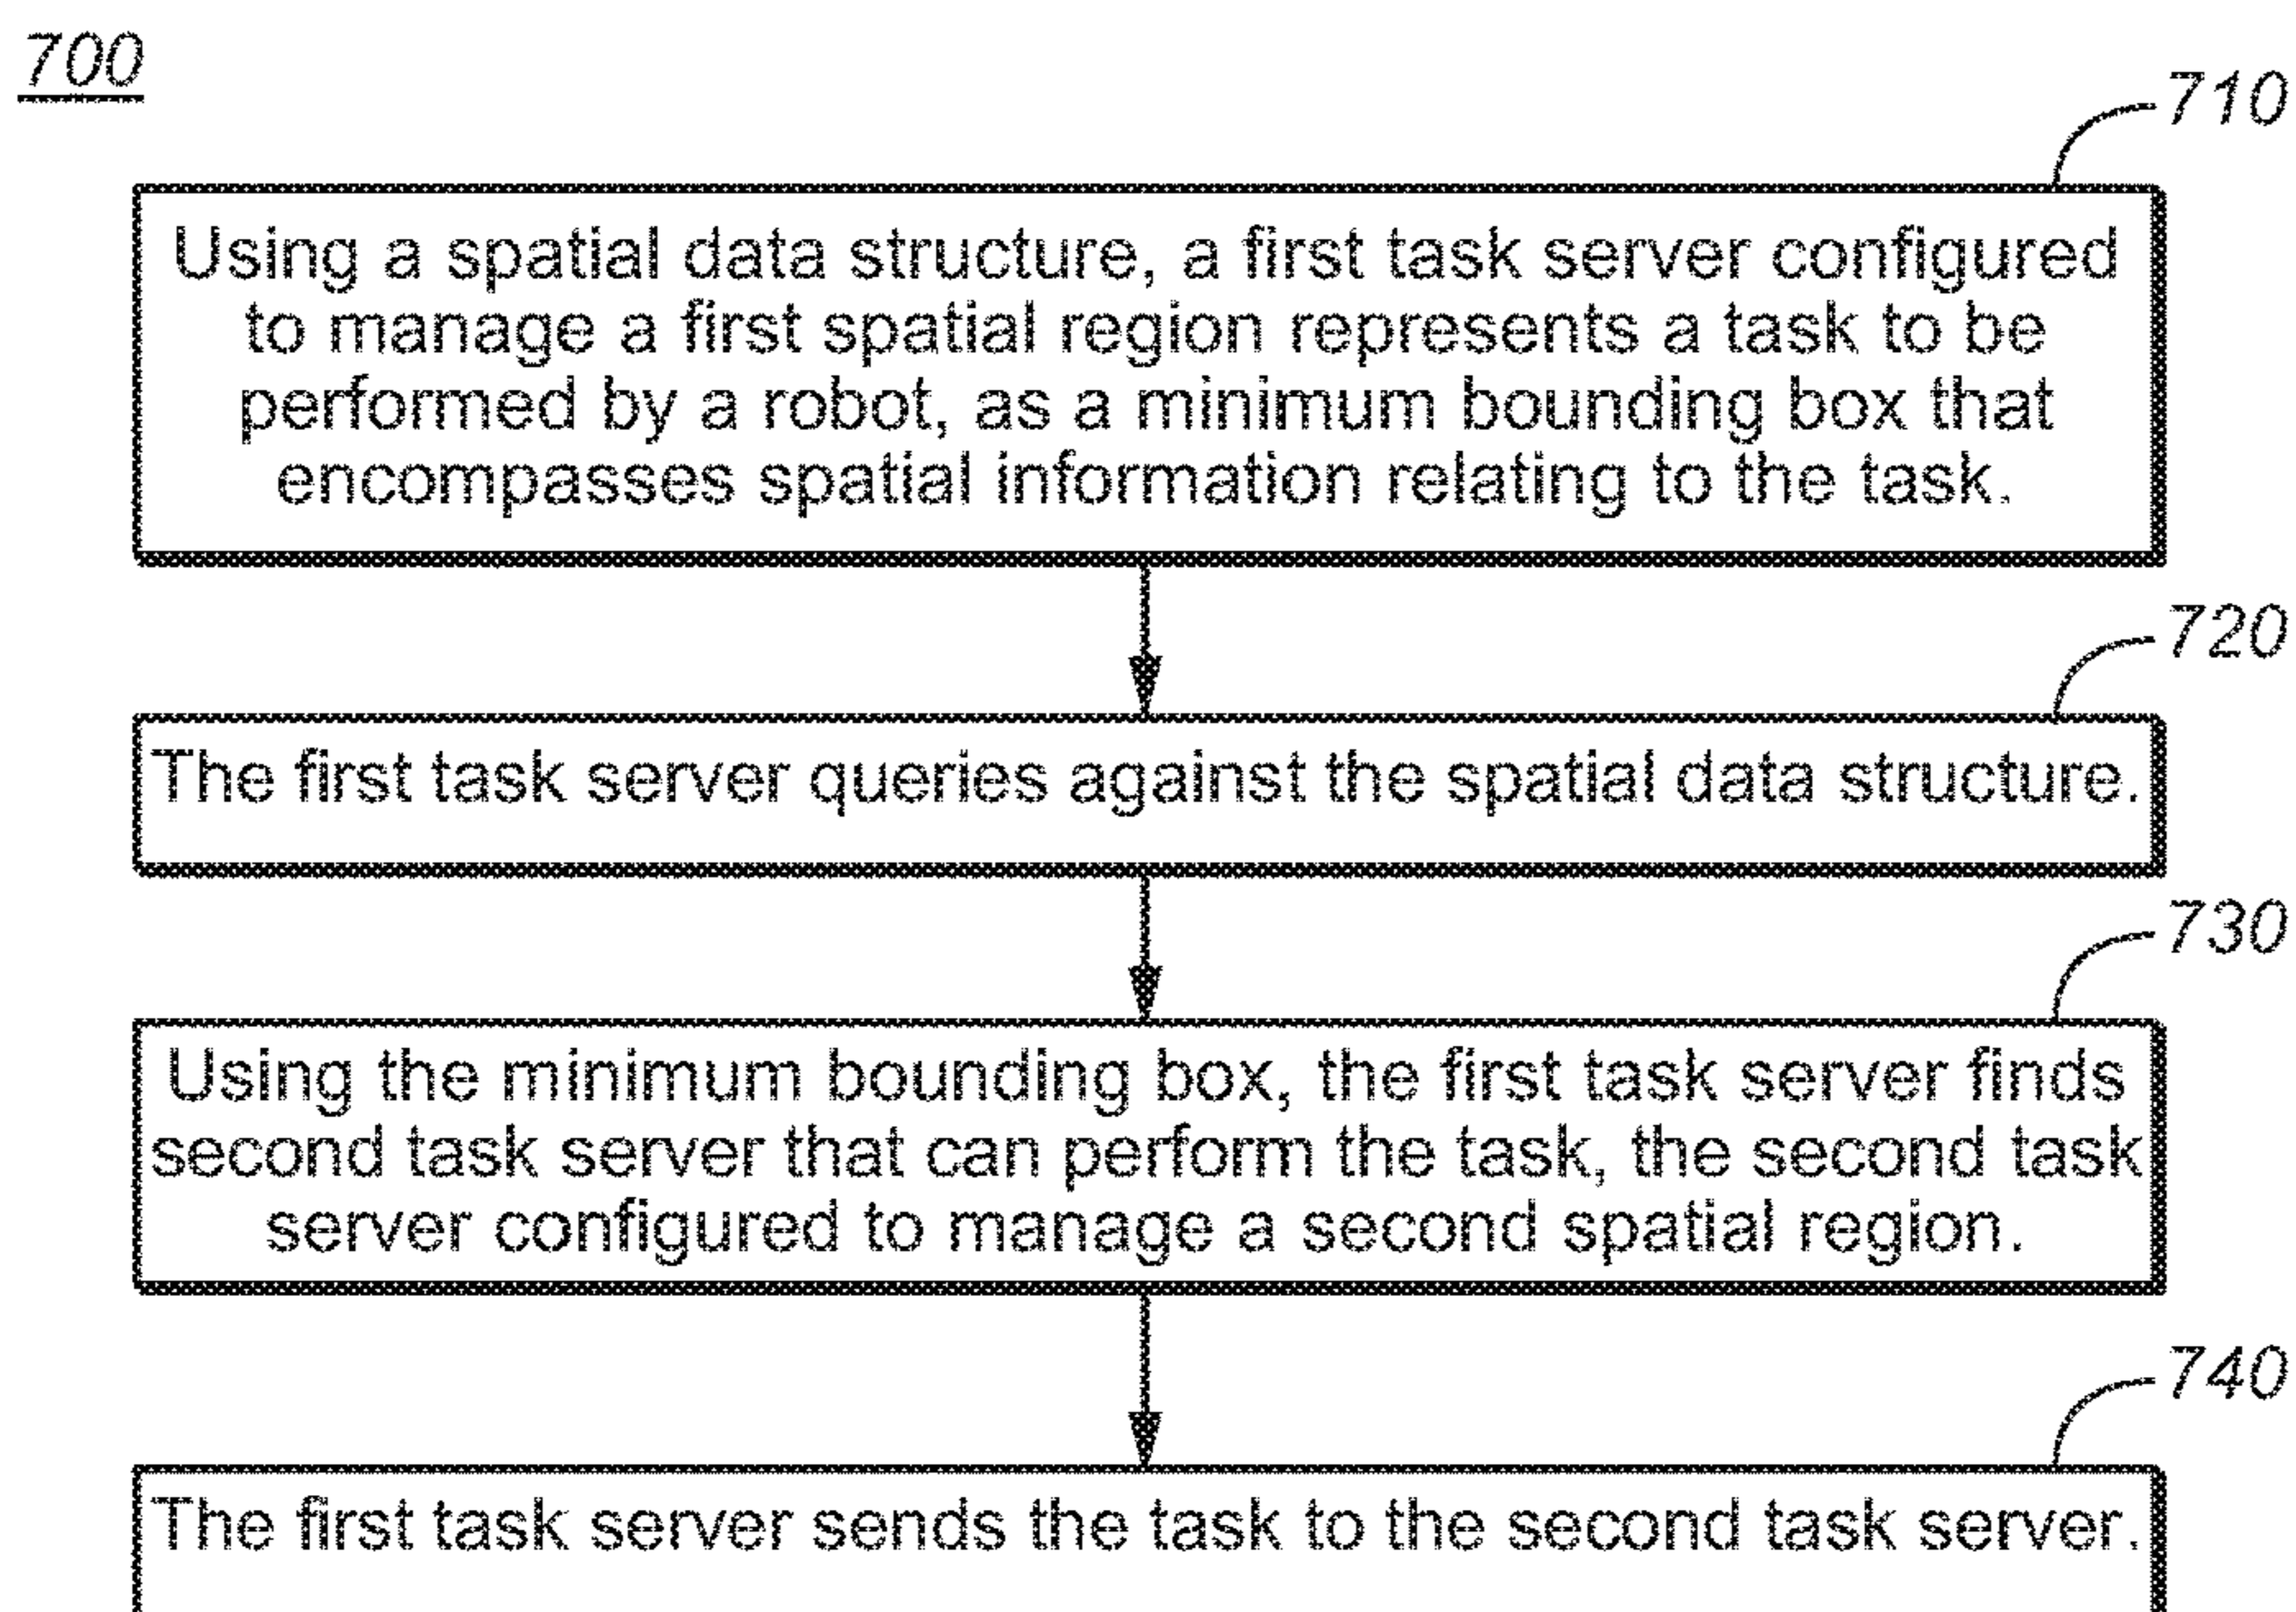 700
710
Using a spatial data structure, a first task server configured
to manage a first spatial region represents a task to be
performed by a robot, as a minimum bounding box that
encompasses spatial information relating to the task.
720
The first task server queries against the spatial data structure.
730
Using the minimum bounding box, the first task server finds
second task server that can perform the task, the second task
server configured to manage a second spatial region.
740
The first task server sends the task to the second task server.